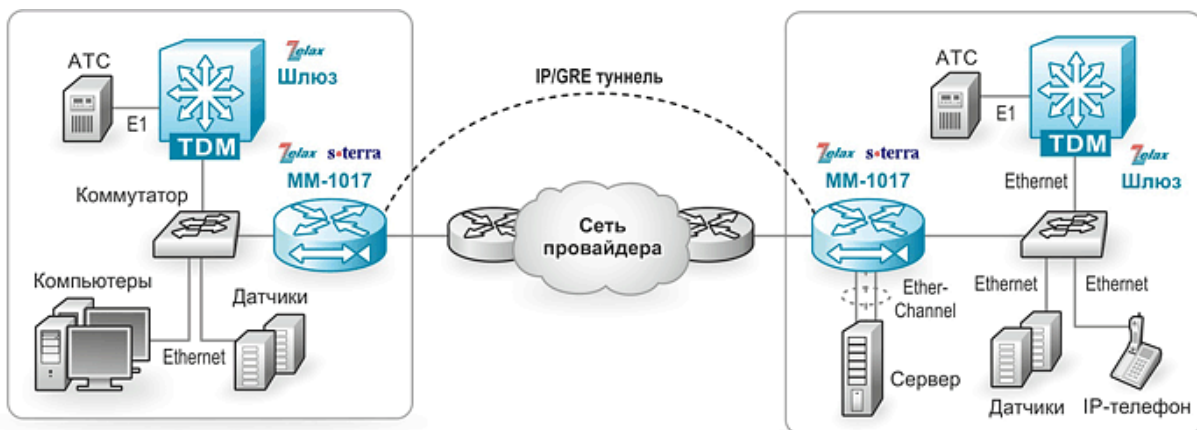 АТС
Zelax
Шлюз
E1
TDM
Zelax s•terra
MM-1017
Коммутатор
Компьютеры
Датчики
Ethernet
IP/GRE туннель
Сеть
провайдера
АТС
E1
TDM
Zelax
Шлюз
Zelax s•terra
MM-1017
Ethernet
Ether-
Channel
Ethernet
Ethernet
Сервер
Датчики
IP-телефон